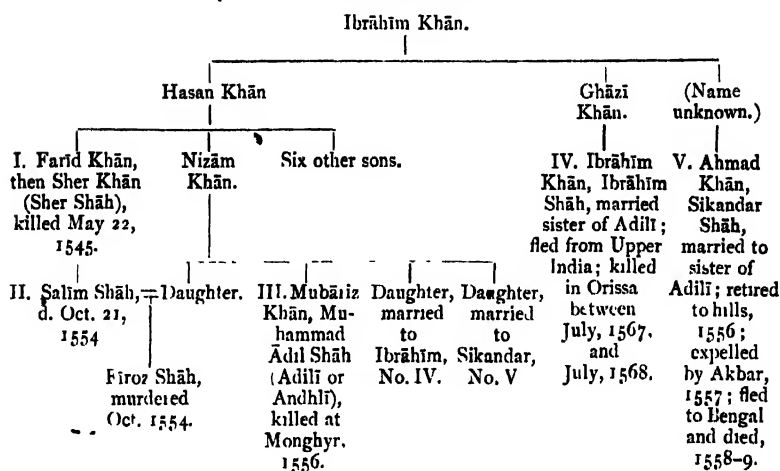 Ibrāhīm Khān.
Hasan Khān
Ghāzī
Khān.
(Name
unknown.)
I. Farīd Khān,
then Sher Khān
(Sher Shāh),
killed May 22,
1545.
Nizām
Khān.
Six other sons.
IV. Ibrāhīm
Khān, Ibrāhīm
Shāh, married
sister of Adilī;
fled from Upper
India; killed
in Orissa
between
July, 1567.
and
July, 1568.
V. Ahmad
Khān,
Sikandar
Shāh,
married to
sister of
Adilī; retired
to hills,
1556;
expelled
by Akbar,
1557; fled
to Bengal
and died,
1558-9.
II. Salīm Shāh,
d. Oct. 21,
1554
=Daughter.
III. Mubāriz
Khān, Mu-
hammad
Ādil Shāh
(Adilī or
Andhlī),
killed at
Monghyr.
1556.
Daughter,
married
to
Ibrāhīm,
No. IV.
Daughter,
married
to
Sikandar,
No. V
Fīroz Shāh,
murdered
Oct. 1554.